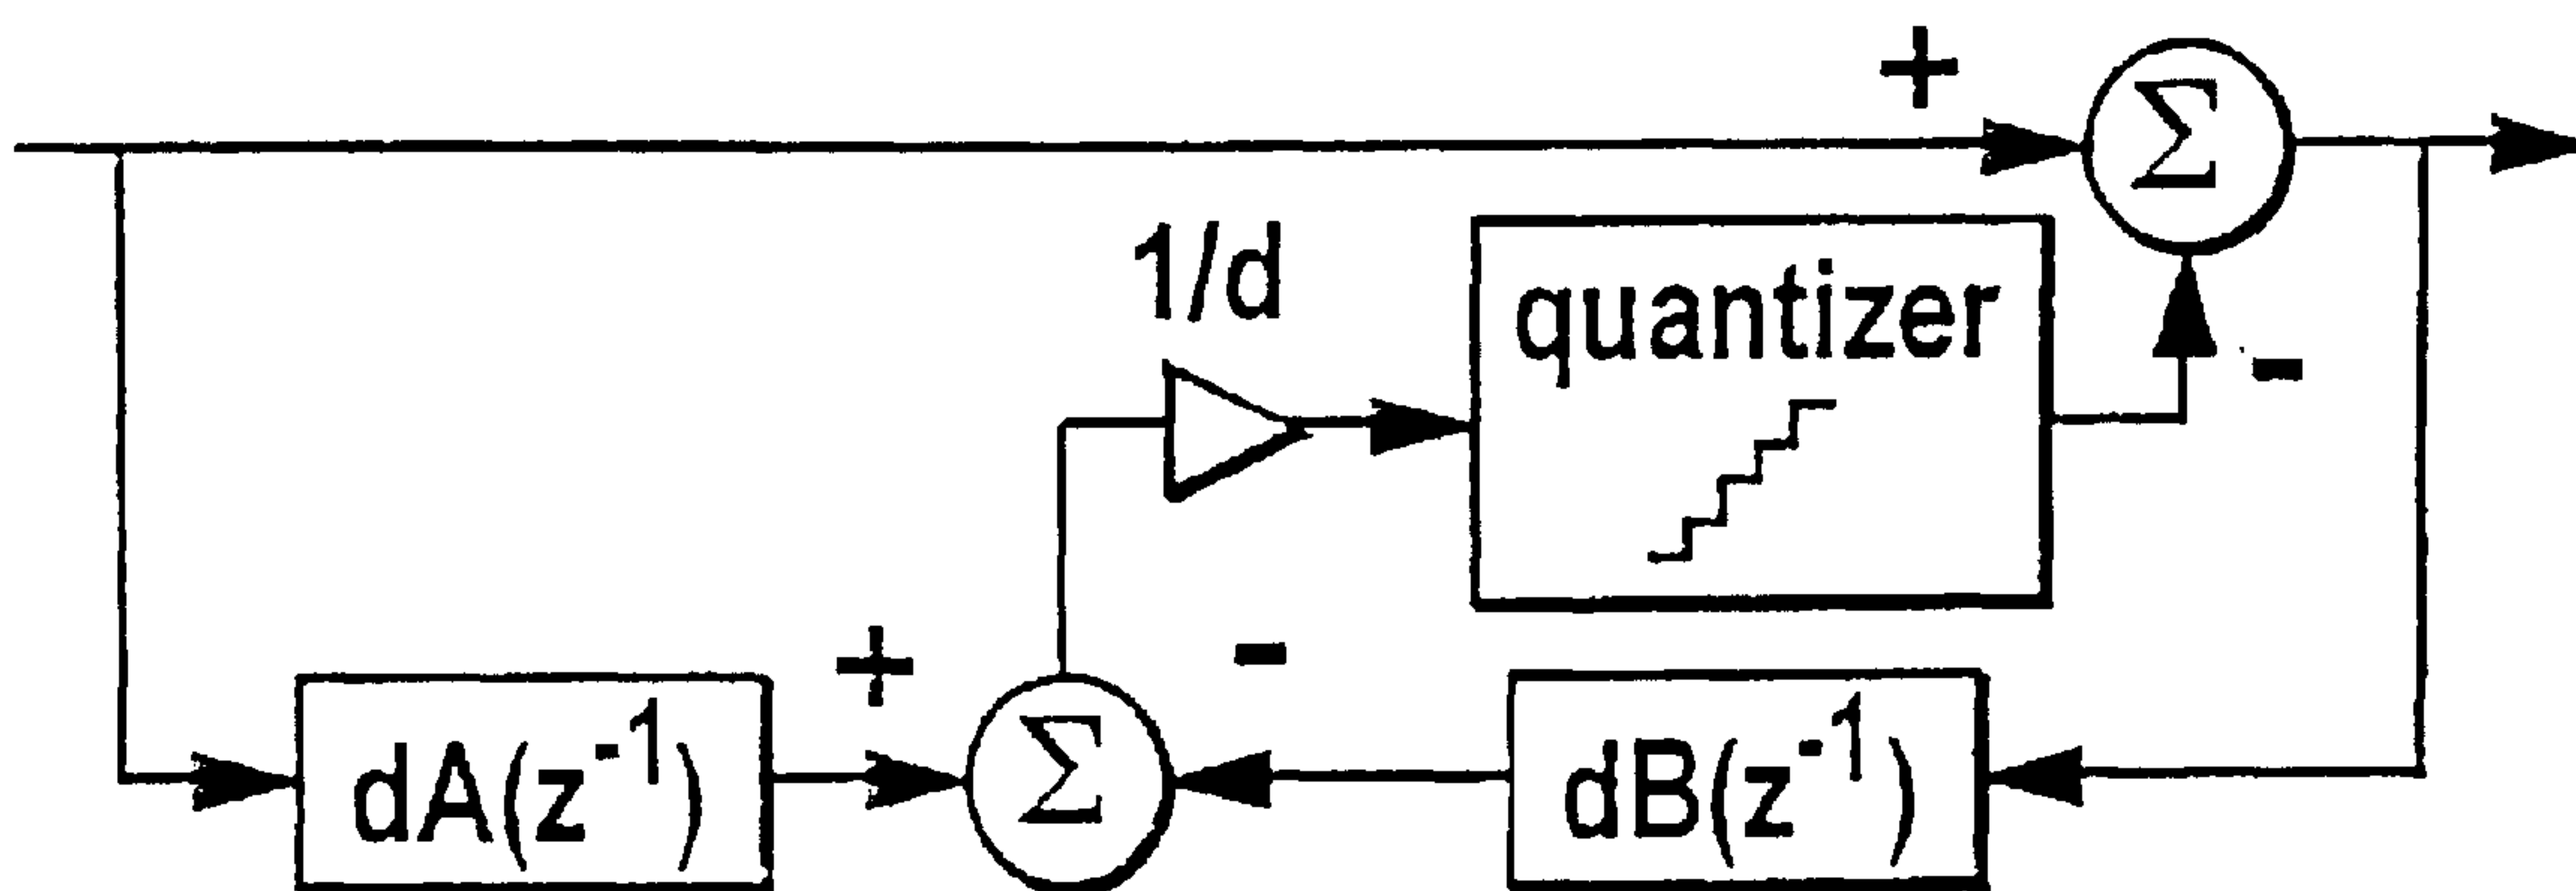 +
Σ
1/d
quantizer
-
+
-
dA(z⁻¹)
Σ
dB(z⁻¹)